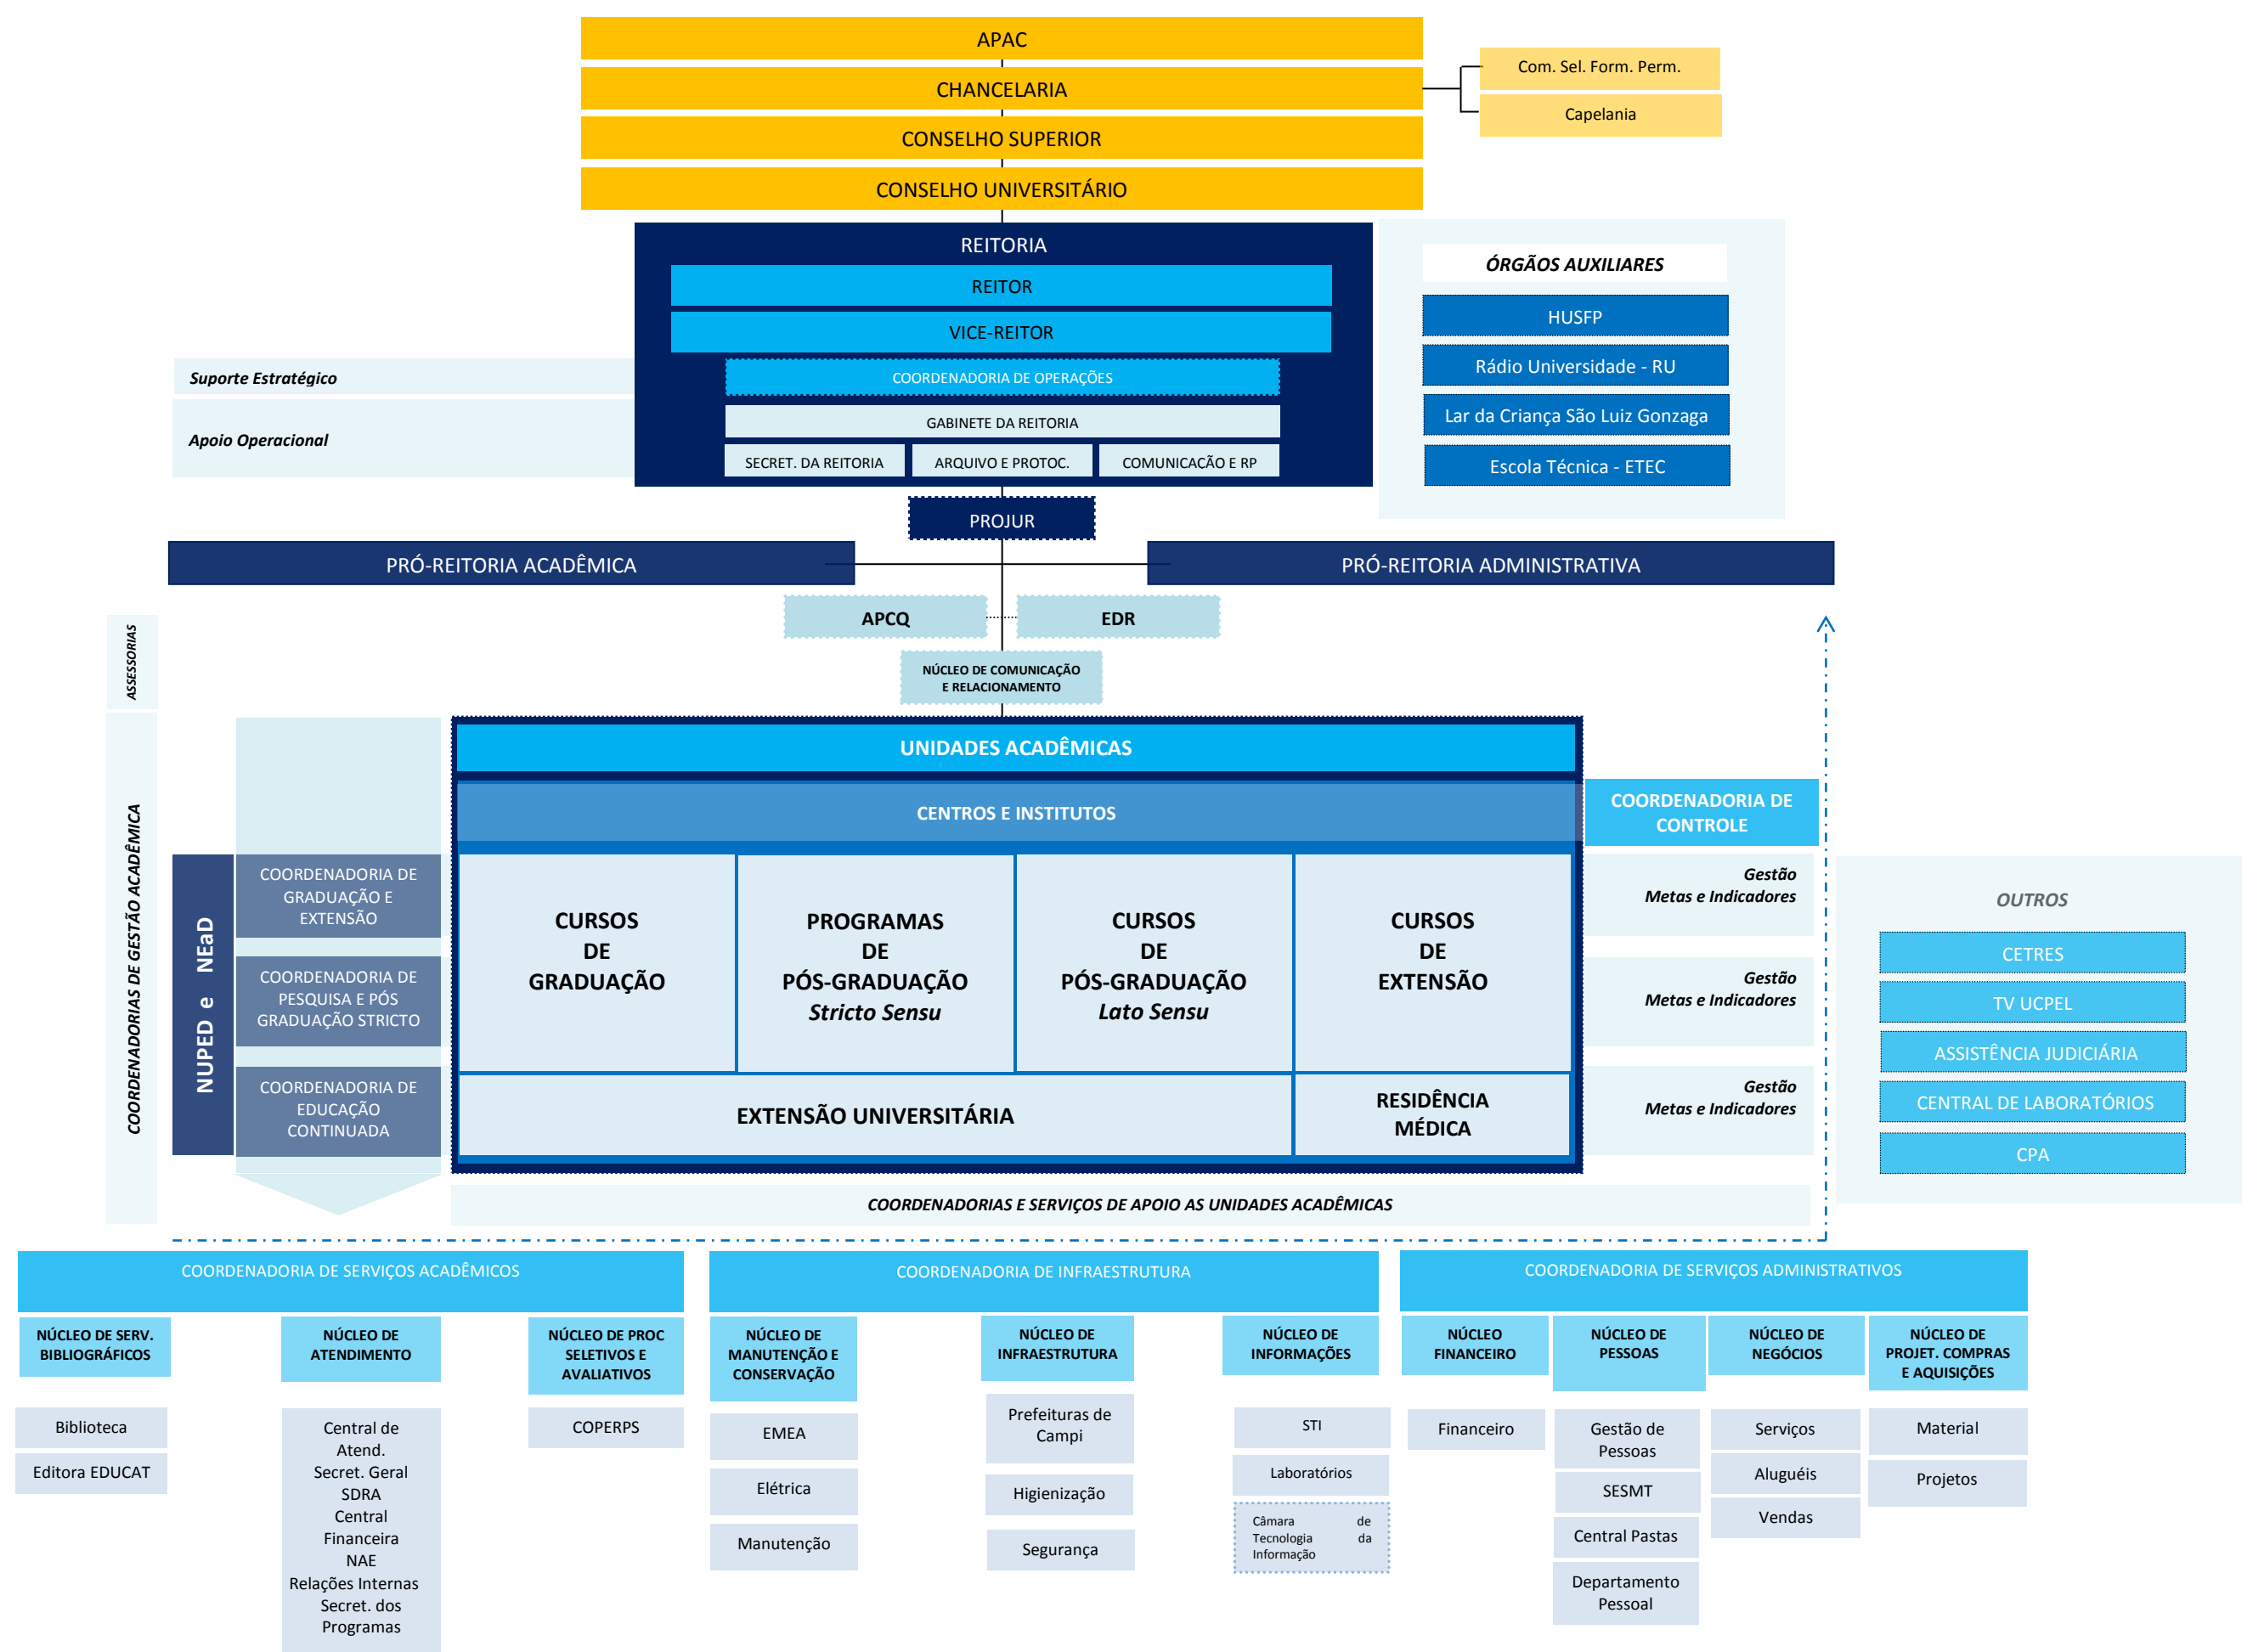 APAC
CHANCELARIA
Com. Sel. Form. Perm.
Capelania
CONSELHO SUPERIOR
CONSELHO UNIVERSITÁRIO
REITORIA
REITOR
VICE-REITOR
Suporte Estratégico
COORDENADORIA DE OPERAÇÕES
Apoio Operacional
GABINETE DA REITORIA
SECRET. DA REITORIA
ARQUIVO E PROTOC.
COMUNICAÇÃO E RP
ÓRGÃOS AUXILIARES
HUSFP
Rádio Universidade - RU
Lar da Criança São Luiz Gonzaga
Escola Técnica - ETEC
PROJUR
PRÓ-REITORIA ACADÊMICA
PRÓ-REITORIA ADMINISTRATIVA
ASSESSORIAS
APCQ
EDR
NÚCLEO DE COMUNICAÇÃO
E RELACIONAMENTO
COORDENADORIAS DE GESTÃO ACADÊMICA
NUPED e NEaD
COORDENADORIA DE
GRADUAÇÃO E
EXTENSÃO
COORDENADORIA DE
PESQUISA E PÓS
GRADUAÇÃO STRICTO
COORDENADORIA DE
EDUCAÇÃO
CONTINUADA
UNIDADES ACADÊMICAS
CENTROS E INSTITUTOS
CURSOS
DE
GRADUAÇÃO
PROGRAMAS
DE
PÓS-GRADUAÇÃO
Stricto Sensu
CURSOS
DE
PÓS-GRADUAÇÃO
Lato Sensu
CURSOS
DE
EXTENSÃO
EXTENSÃO UNIVERSITÁRIA
RESIDÊNCIA
MÉDICA
COORDENADORIA DE
CONTROLE
Gestão
Metas e Indicadores
Gestão
Metas e Indicadores
Gestão
Metas e Indicadores
OUTROS
CETRES
TV UCPEL
ASSISTÊNCIA JUDICIÁRIA
CENTRAL DE LABORATÓRIOS
CPA
COORDENADORIAS E SERVIÇOS DE APOIO AS UNIDADES ACADÊMICAS
COORDENADORIA DE SERVIÇOS ACADÊMICOS
NÚCLEO DE SERV.
BIBLIOGRÁFICOS
Biblioteca
Editora EDUCAT
NÚCLEO DE
ATENDIMENTO
Central de
Atend.
Secret. Geral
SDRA
Central
Financeira
NAE
Relações Internas
Secret. dos
Programas
NÚCLEO DE PROC
SELETIVOS E
AVALIATIVOS
COPERPS
COORDENADORIA DE INFRAESTRUTURA
NÚCLEO DE
MANUTENÇÃO E
CONSERVAÇÃO
EMEA
Elétrica
Manutenção
NÚCLEO DE
INFRAESTRUTURA
Prefeituras de
Campi
Higienização
Segurança
NÚCLEO DE
INFORMAÇÕES
STI
Laboratórios
Câmara de
Tecnologia da
Informação
COORDENADORIA DE SERVIÇOS ADMINISTRATIVOS
NÚCLEO
FINANCEIRO
Financeiro
NÚCLEO DE
PESSOAS
Gestão de
Pessoas
SESMT
Central Pastas
Departamento
Pessoal
NÚCLEO DE
NEGÓCIOS
Serviços
Aluguéis
Vendas
NÚCLEO DE
PROJET. COMPRAS
E AQUISIÇÕES
Material
Projetos